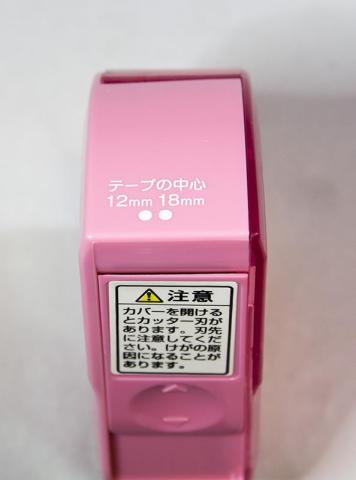 テープの中心
12mm 18mm
注意
カバーを開ける
とカッター刃が
あります。刃先
に注意してくだ
さい。けがの原
因になることが
あります。